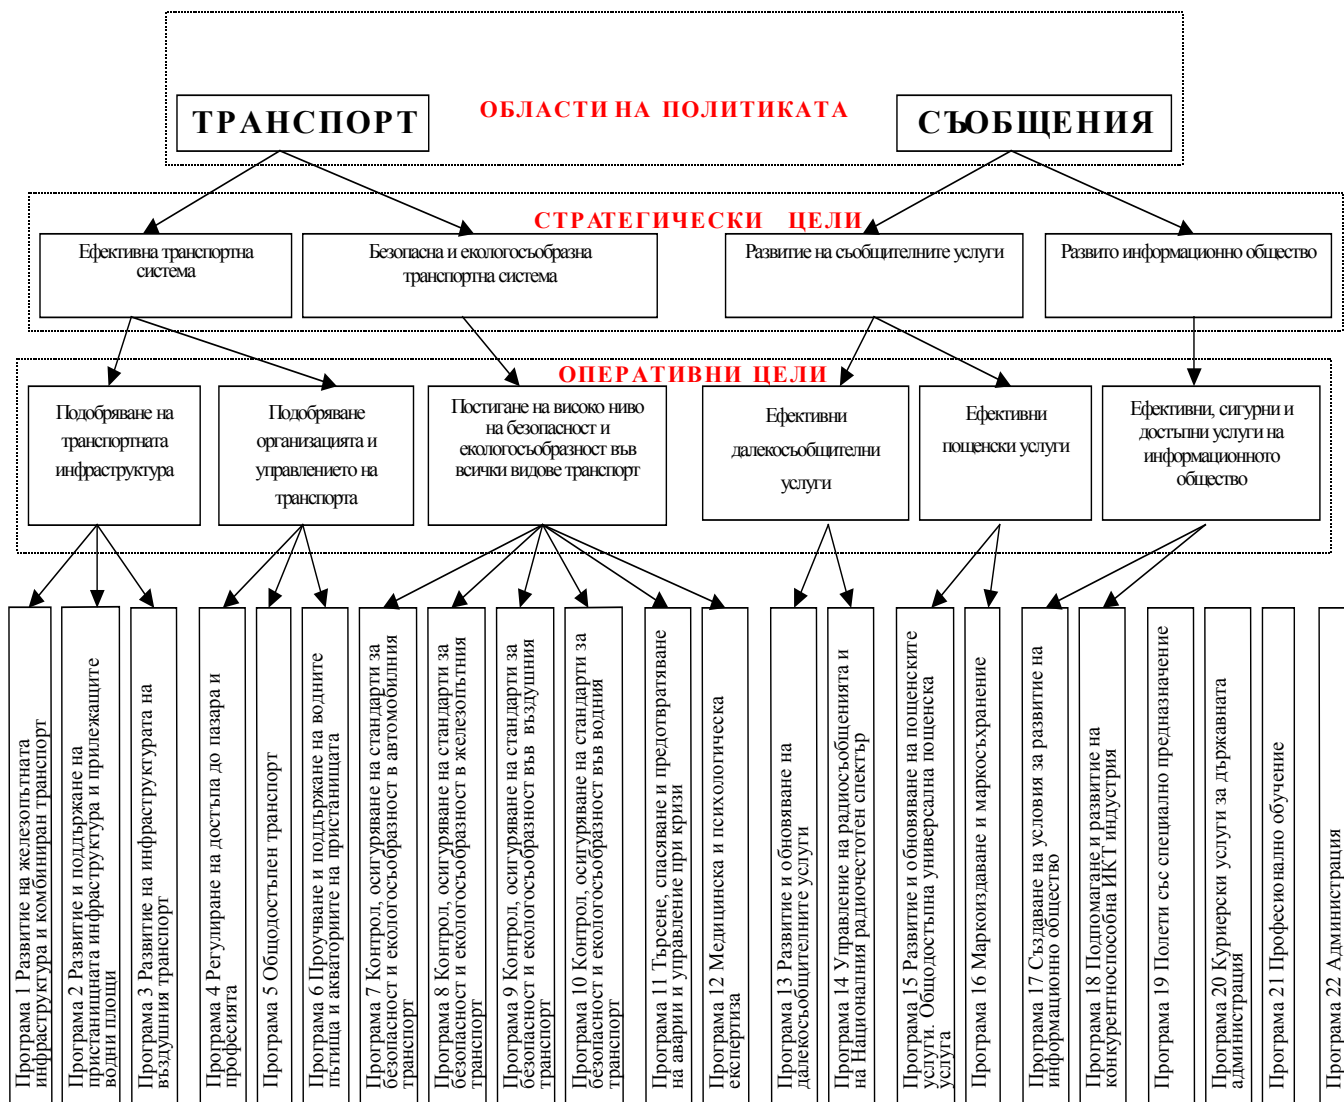 ОБЛАСТИ НА ПОЛИТИКАТА
ТРАНСПОРТ
СЪОБЩЕНИЯ
СТРАТЕГИЧЕСКИ ЦЕЛИ
Ефективна транспортна
система
Безопасна и екологосъобразна
транспортна система
Развитие на съобщителните услуги
Развито информационно общество
ОПЕРАТИВНИ ЦЕЛИ
Подобряване на
транспортната
инфраструктура
Подобряване
организацията и
управлението на
транспорта
Постигане на високо ниво
на безопасност и
екологосъобразност във
всички видове транспорт
Ефективни
далекосъобщителни
услуги
Ефективни
пощенски услуги
Ефективни, сигурни и
достъпни услуги на
информационното
общество
Програма 1 Развитие на железопътната
инфраструктура и комбиниран транспорт
Програма 2 Развитие и поддържане на
пристанищната инфраструктура и прилежащите
водни площи
Програма 3 Развитие на инфраструктурата на
въздушния транспорт
Програма 4 Регулиране на достъпа до пазара и
професията
Програма 5 Общодостъпен транспорт
Програма 6 Проучване и поддържане на водните
пътища и акваториите на пристанищата
Програма 7 Контрол, осигуряване на стандарти за
безопасност и екологосъобразност в автомобилния
транспорт
Програма 8 Контрол, осигуряване на стандарти за
безопасност и екологосъобразност в железопътния
транспорт
Програма 9 Контрол, осигуряване на стандарти за
безопасност и екологосъобразност във въздушния
транспорт
Програма 10 Контрол, осигуряване на стандарти за
безопасност и екологосъобразност във водния
транспорт
Програма 11 Търсене, спасяване и предотвратяване
на аварии и управление при кризи
Програма 12 Медицинска и психологическа
експертиза
Програма 13 Развитие и обновяване на
далекосъобщителните услуги
Програма 14 Управление на радиосъобщенията и
на Националния радиочестотен спектър
Програма 15 Развитие и обновяване на пощенските
услуги. Общодостъпна универсална пощенска
услуга
Програма 16 Маркоиздаване и маркосъхранение
Програма 17 Създаване на условия за развитие на
информационно общество
Програма 18 Подпомагане и развитие на
конкурентноспособна ИКТ индустрия
Програма 19 Полети със специално предназначение
Програма 20 Куриерски услуги за държавната
администрация
Програма 21 Професионално обучение
Програма 22 Администрация